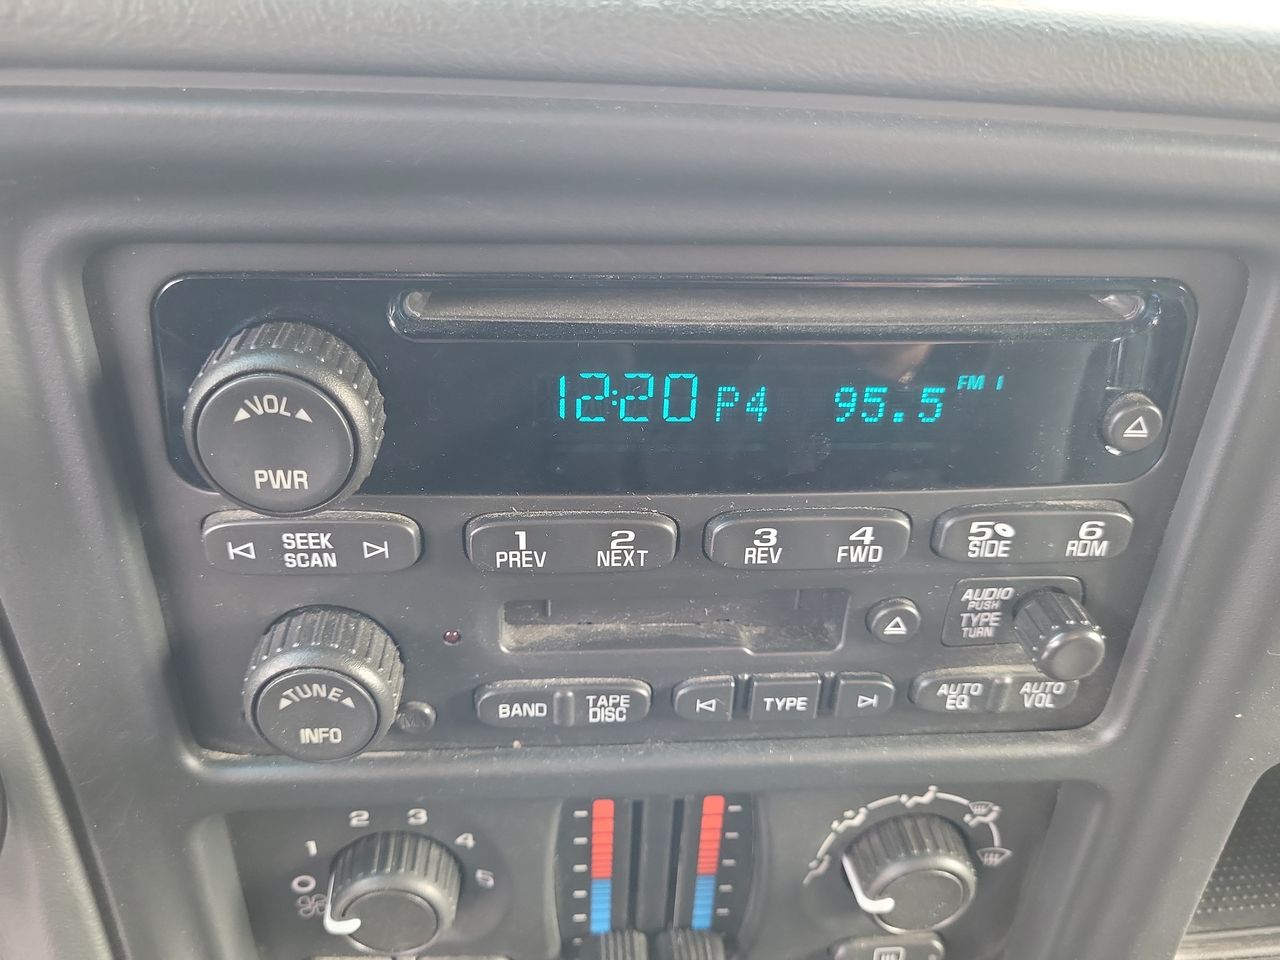 12:20 P4 95.5 FM 1
VOL
PWR
SEEK
SCAN
1
PREV
2
NEXT
3
REV
4
FWD
5
SIDE
6
RDM
AUDIO
PUSH
TYPE
TURN
TUNE
INFO
BAND
TAPE
DISC
TYPE
AUTO
EQ
AUTO
VOL
0 1 2 3 4 5